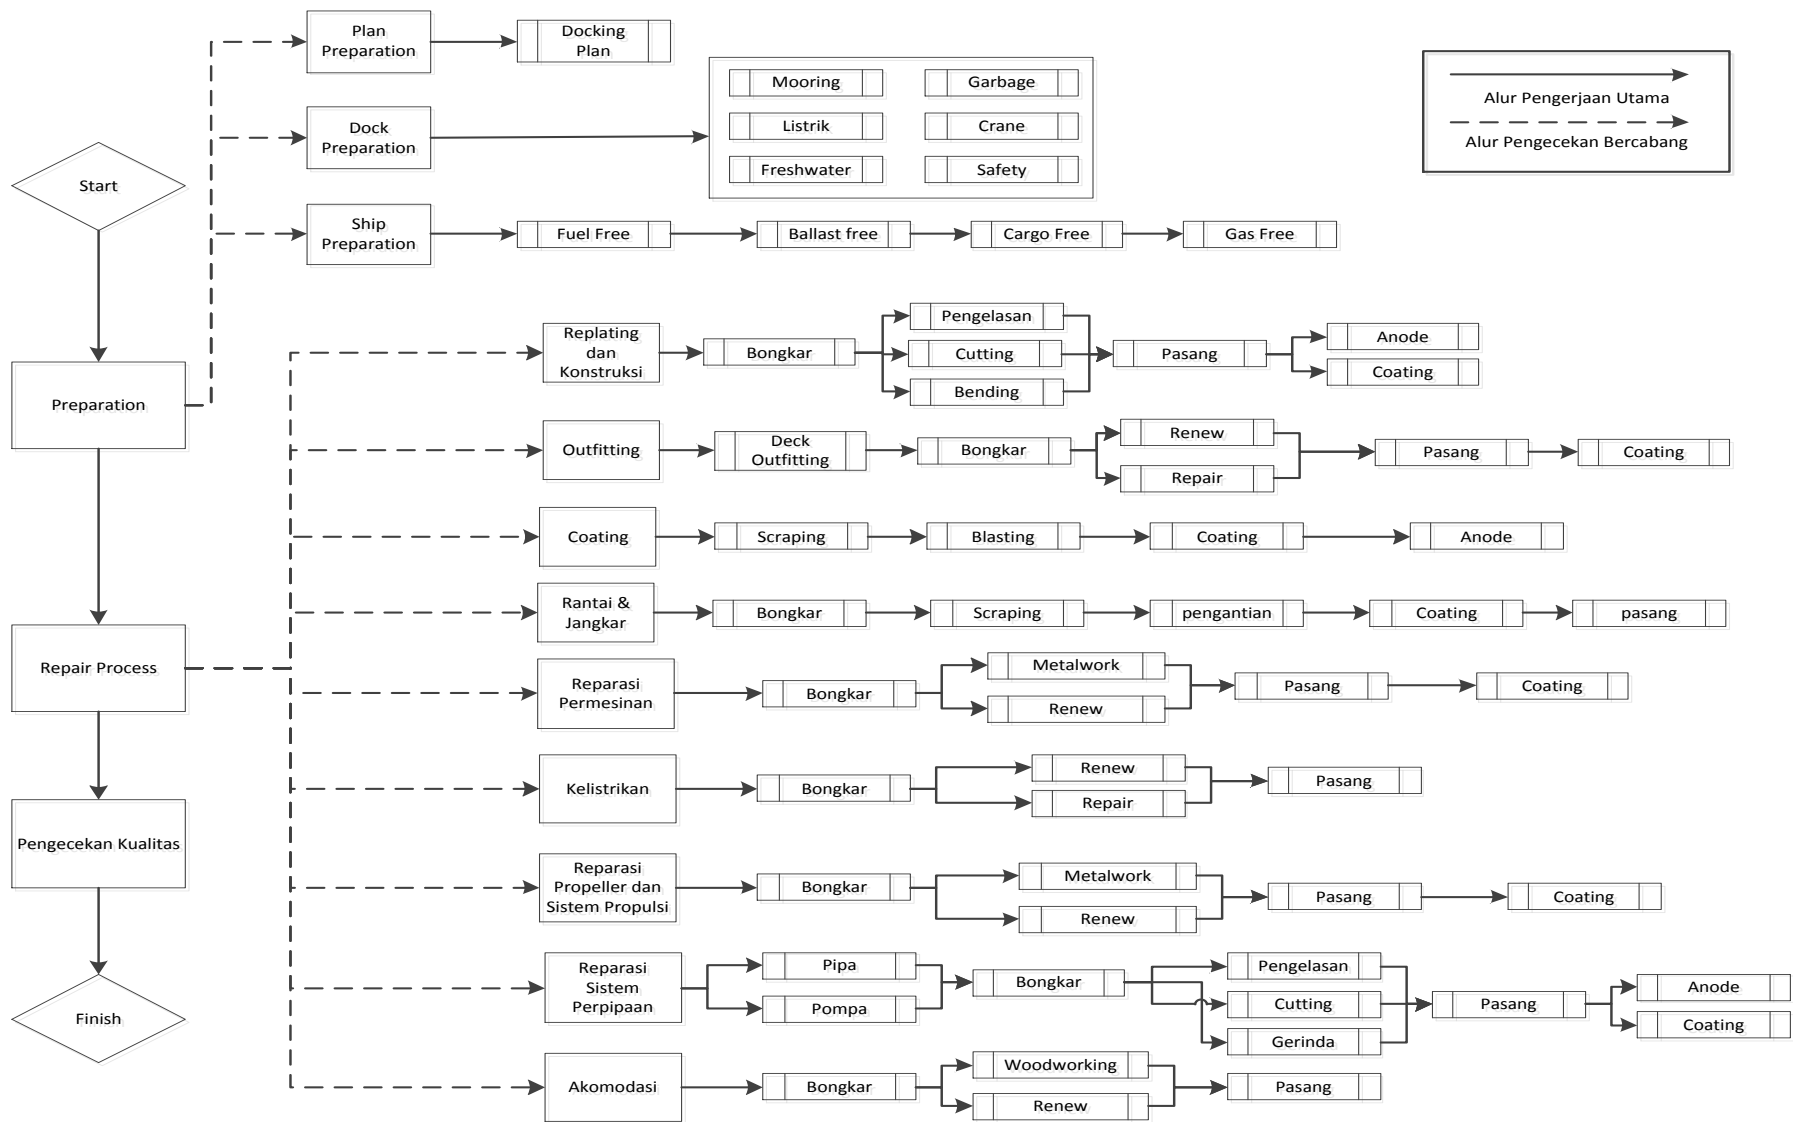 Plan
Preparation
Docking
Plan
Mooring
Garbage
Listrik
Crane
Freshwater
Safety
Alur Pengerjaan Utama
Alur Pengecekan Bercabang
Dock
Preparation
Start
Ship
Preparation
Fuel Free
Ballast free
Cargo Free
Gas Free
Preparation
Replating
dan
Konstruksi
Bongkar
Pengelasan
Cutting
Bending
Pasang
Anode
Coating
Outfitting
Deck
Outfitting
Bongkar
Renew
Repair
Pasang
Coating
Coating
Scraping
Blasting
Coating
Anode
Rantai &
Jangkar
Bongkar
Scraping
pengantian
Coating
pasang
Repair Process
Reparasi
Permesinan
Bongkar
Metalwork
Renew
Pasang
Coating
Kelistrikan
Bongkar
Renew
Repair
Pasang
Pengecekan Kualitas
Reparasi
Propeller dan
Sistem Propulsi
Bongkar
Metalwork
Renew
Pasang
Coating
Reparasi
Sistem
Perpipaan
Pipa
Pompa
Bongkar
Pengelasan
Cutting
Gerinda
Pasang
Anode
Coating
Finish
Akomodasi
Bongkar
Woodworking
Renew
Pasang